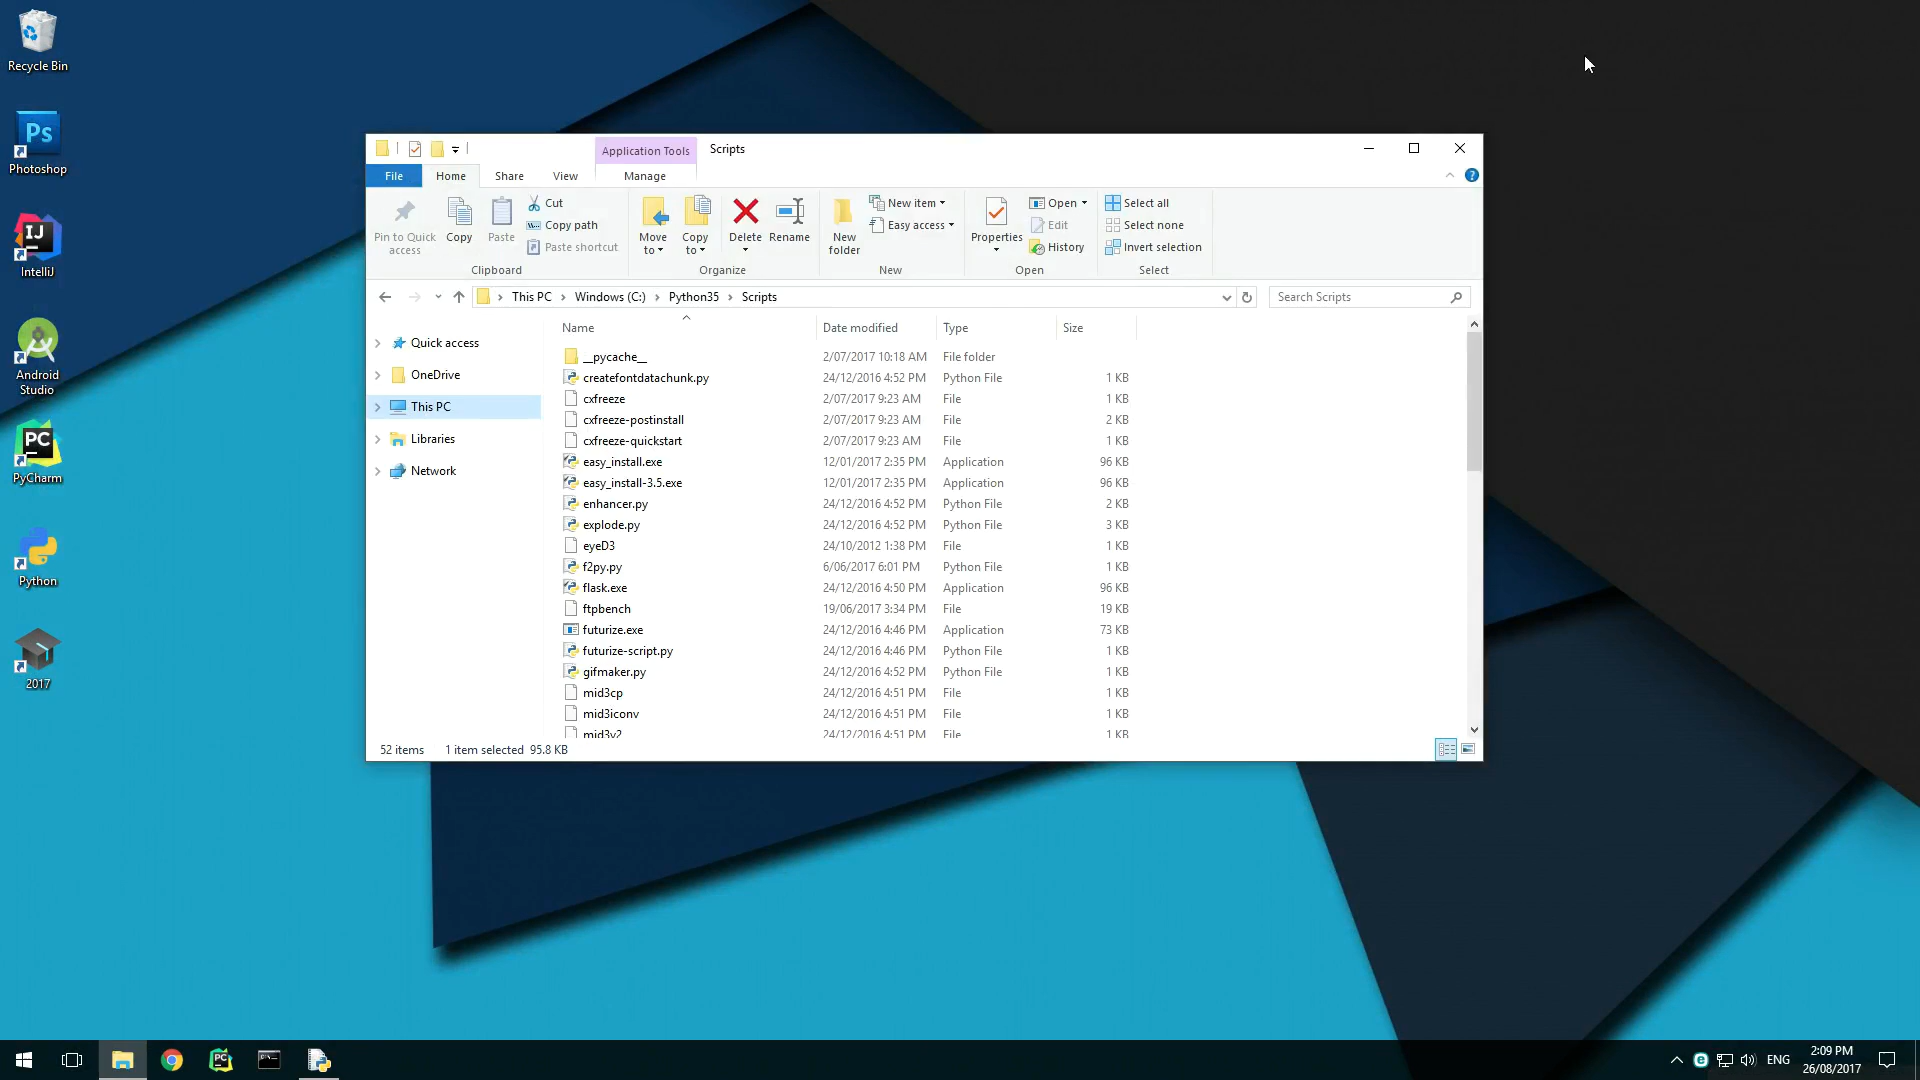 Recycle Bin
Photoshop
IntelliJ
Android
Studio
PyCharm
Python
2017
Application Tools
Scripts
File
Home
Share
View
Manage
Pin to Quick
access
Copy
Paste
Cut
Copy path
Paste shortcut
Clipboard
Move
to
Copy
to
Delete
Rename
Organize
New
folder
New item
Easy access
New
Properties
Open
Edit
History
Open
Select all
Select none
Invert selection
Select
This PC
Windows (C:)
Python35
Scripts
Search Scripts
Quick access
OneDrive
This PC
Libraries
Network
Name Date modified Type Size
__pycache__ 2/07/2017 10:18 AM File folder
createfontdatachunk.py 24/12/2016 4:52 PM Python File 1 KB
cxfreeze 2/07/2017 9:23 AM File 1 KB
cxfreeze-postinstall 2/07/2017 9:23 AM File 2 KB
cxfreeze-quickstart 2/07/2017 9:23 AM File 1 KB
easy_install.exe 12/01/2017 2:35 PM Application 96 KB
easy_install-3.5.exe 12/01/2017 2:35 PM Application 96 KB
enhancer.py 24/12/2016 4:52 PM Python File 2 KB
explode.py 24/12/2016 4:52 PM Python File 3 KB
eyeD3 24/10/2012 1:38 PM File 1 KB
f2py.py 6/06/2017 6:01 PM Python File 1 KB
flask.exe 24/12/2016 4:50 PM Application 96 KB
ftpbench 19/06/2017 3:34 PM File 19 KB
futurize.exe 24/12/2016 4:46 PM Application 73 KB
futurize-script.py 24/12/2016 4:46 PM Python File 1 KB
gifmaker.py 24/12/2016 4:52 PM Python File 1 KB
mid3cp 24/12/2016 4:51 PM File 1 KB
mid3iconv 24/12/2016 4:51 PM File 1 KB
mid3v2 24/12/2016 4:51 PM File 1 KB
52 items 1 item selected 95.8 KB
ENG
2:09 PM
26/08/2017